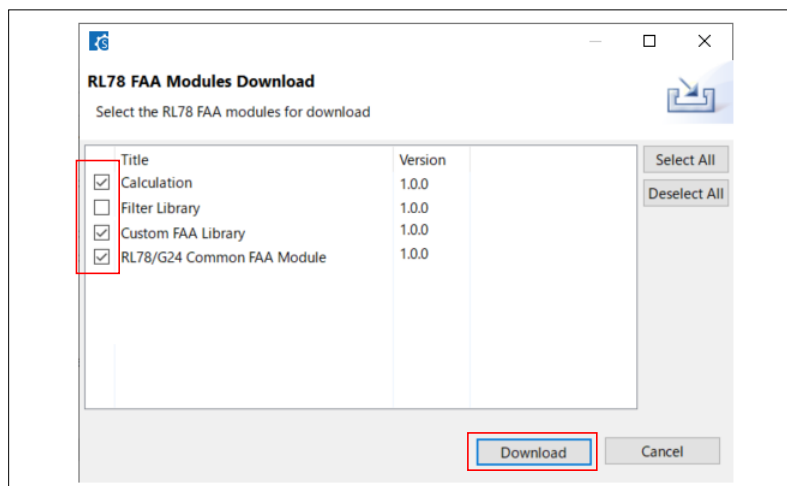 RL78 FAA Modules Download
Select the RL78 FAA modules for download
Title Version
Calculation 1.0.0
Filter Library 1.0.0
Custom FAA Library 1.0.0
RL78/G24 Common FAA Module 1.0.0
Select All
Deselect All
Download Cancel